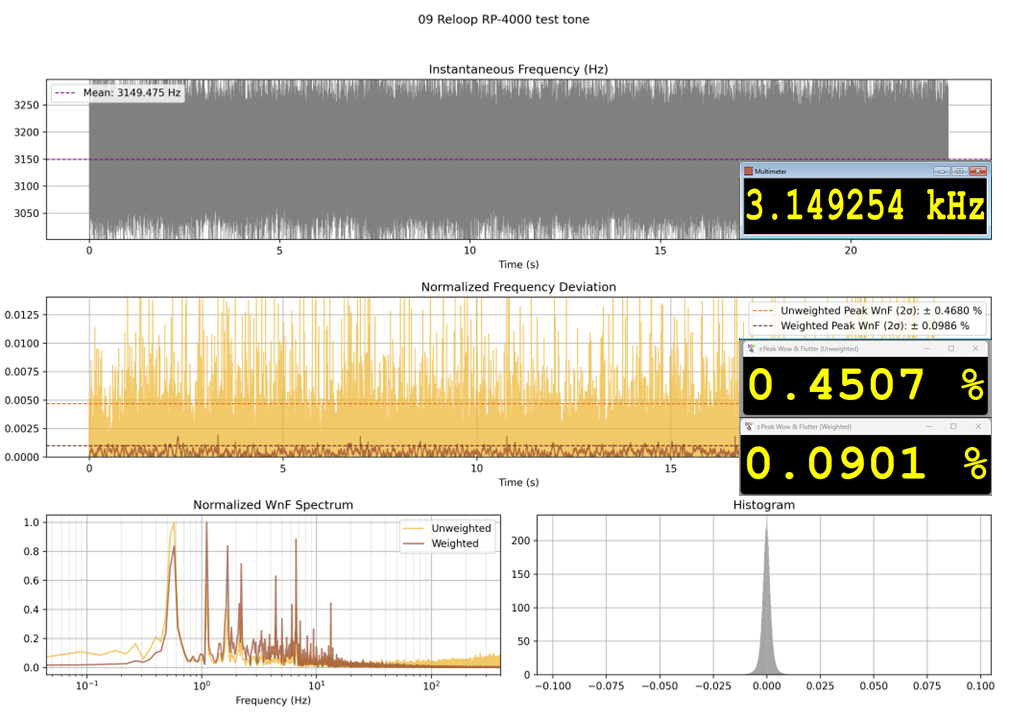 09 Reloop RP-4000 test tone
Instantaneous Frequency (Hz)
Mean: 3149.475 Hz
3250
3200
3150
3100
3050
0 5 10 15 20
Time (s)
Multimeter
3.149254 kHz
Normalized Frequency Deviation
0.0125
0.0100
0.0075
0.0050
0.0025
0.0000
0 5 10 15
Time (s)
Unweighted Peak WnF (2σ): ± 0.4680 %
Weighted Peak WnF (2σ): ± 0.0986 %
±Peak Wow & Flutter (Unweighted)
0.4507 %
±Peak Wow & Flutter (Weighted)
0.0901 %
Normalized WnF Spectrum
Unweighted
Weighted
1.0
0.8
0.6
0.4
0.2
0.0
10⁻¹ 10⁰ 10¹ 10²
Frequency (Hz)
Histogram
200
150
100
50
0
-0.100 -0.075 -0.050 -0.025 0.000 0.025 0.050 0.075 0.100